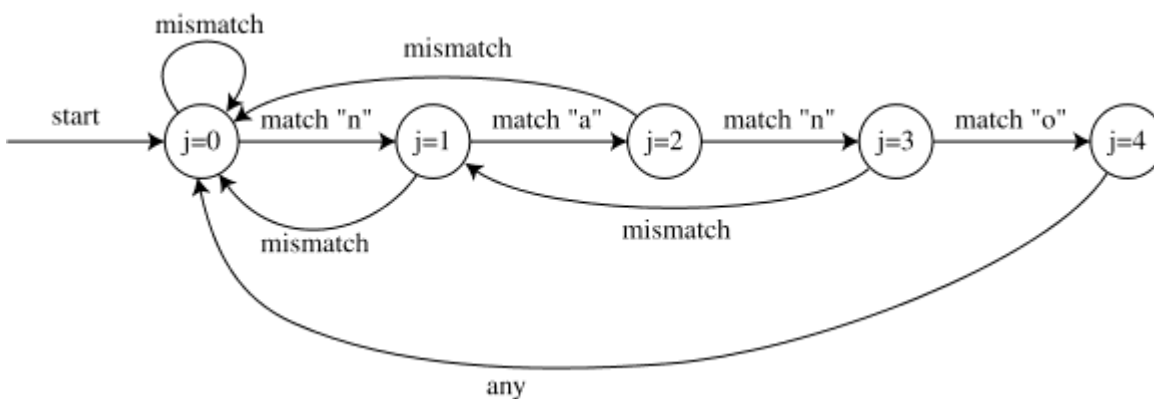 mismatch
mismatch
start
match "n"
match "a"
match "n"
match "o"
j=0
j=1
j=2
j=3
j=4
mismatch
mismatch
any